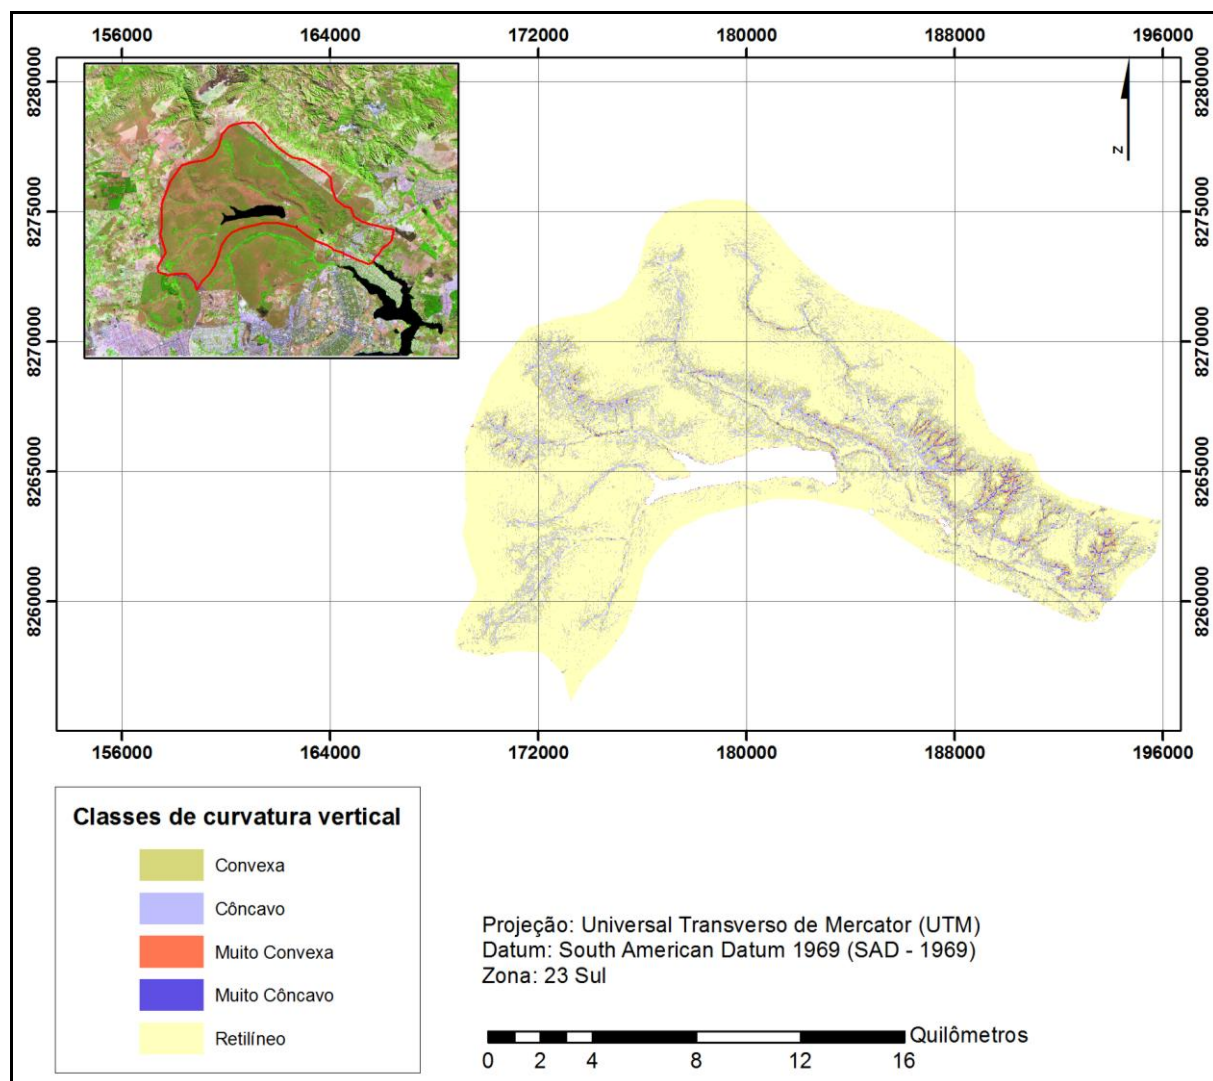 156000 164000 172000 180000 188000 196000
8280000 8280000
8275000 8275000
8270000 8270000
8265000 8265000
8260000 8260000
z
156000 164000 172000 180000 188000 196000
Classes de curvatura vertical
Convexa
Côncavo
Muito Convexa
Muito Côncavo
Retilíneo
Projeção: Universal Transverso de Mercator (UTM)
Datum: South American Datum 1969 (SAD - 1969)
Zona: 23 Sul
Quilômetros
0 2 4 8 12 16